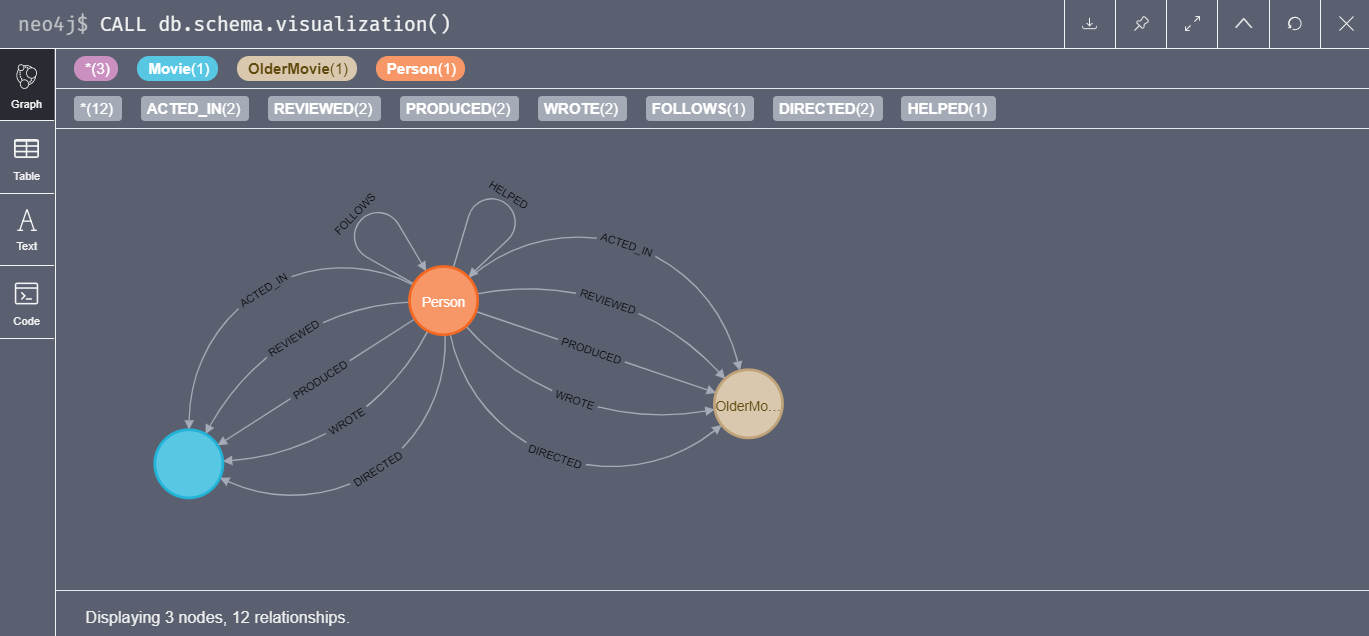 neo4j$ CALL db.schema.visualization()
*(3) Movie(1) OlderMovie(1) Person(1)
Graph
*(12) ACTED_IN(2) REVIEWED(2) PRODUCED(2) WROTE(2) FOLLOWS(1) DIRECTED(2) HELPED(1)
Table
Text
Code
FOLLOWS
HELPED
ACTED_IN
ACTED_IN
Person
REVIEWED
REVIEWED
PRODUCED
PRODUCED
WROTE
OlderMo...
WROTE
DIRECTED
DIRECTED
Displaying 3 nodes, 12 relationships.